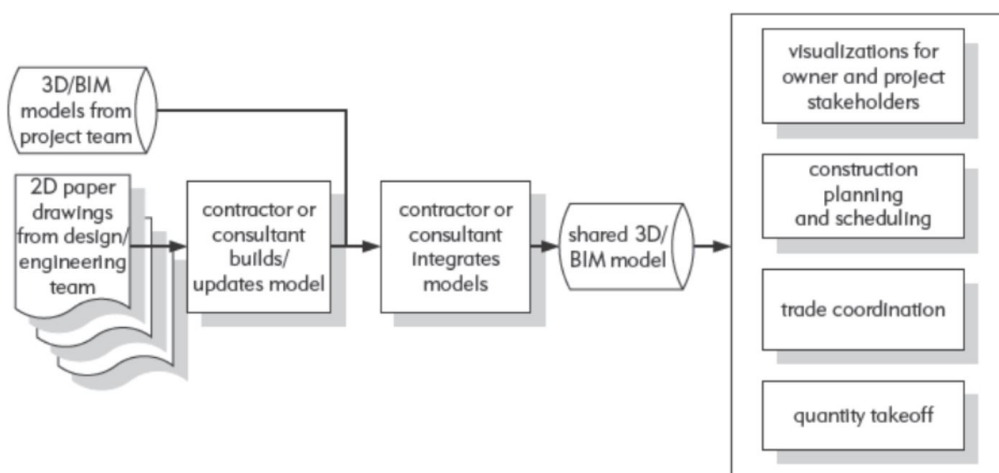 3D/BIM
models from
project team
2D paper
drawings
from design/
engineering
team
contractor or
consultant
builds/
updates model
contractor or
consultant
integrates
models
shared 3D/
BIM model
visualizations for
owner and project
stakeholders
construction
planning
and scheduling
trade coordination
quantity takeoff